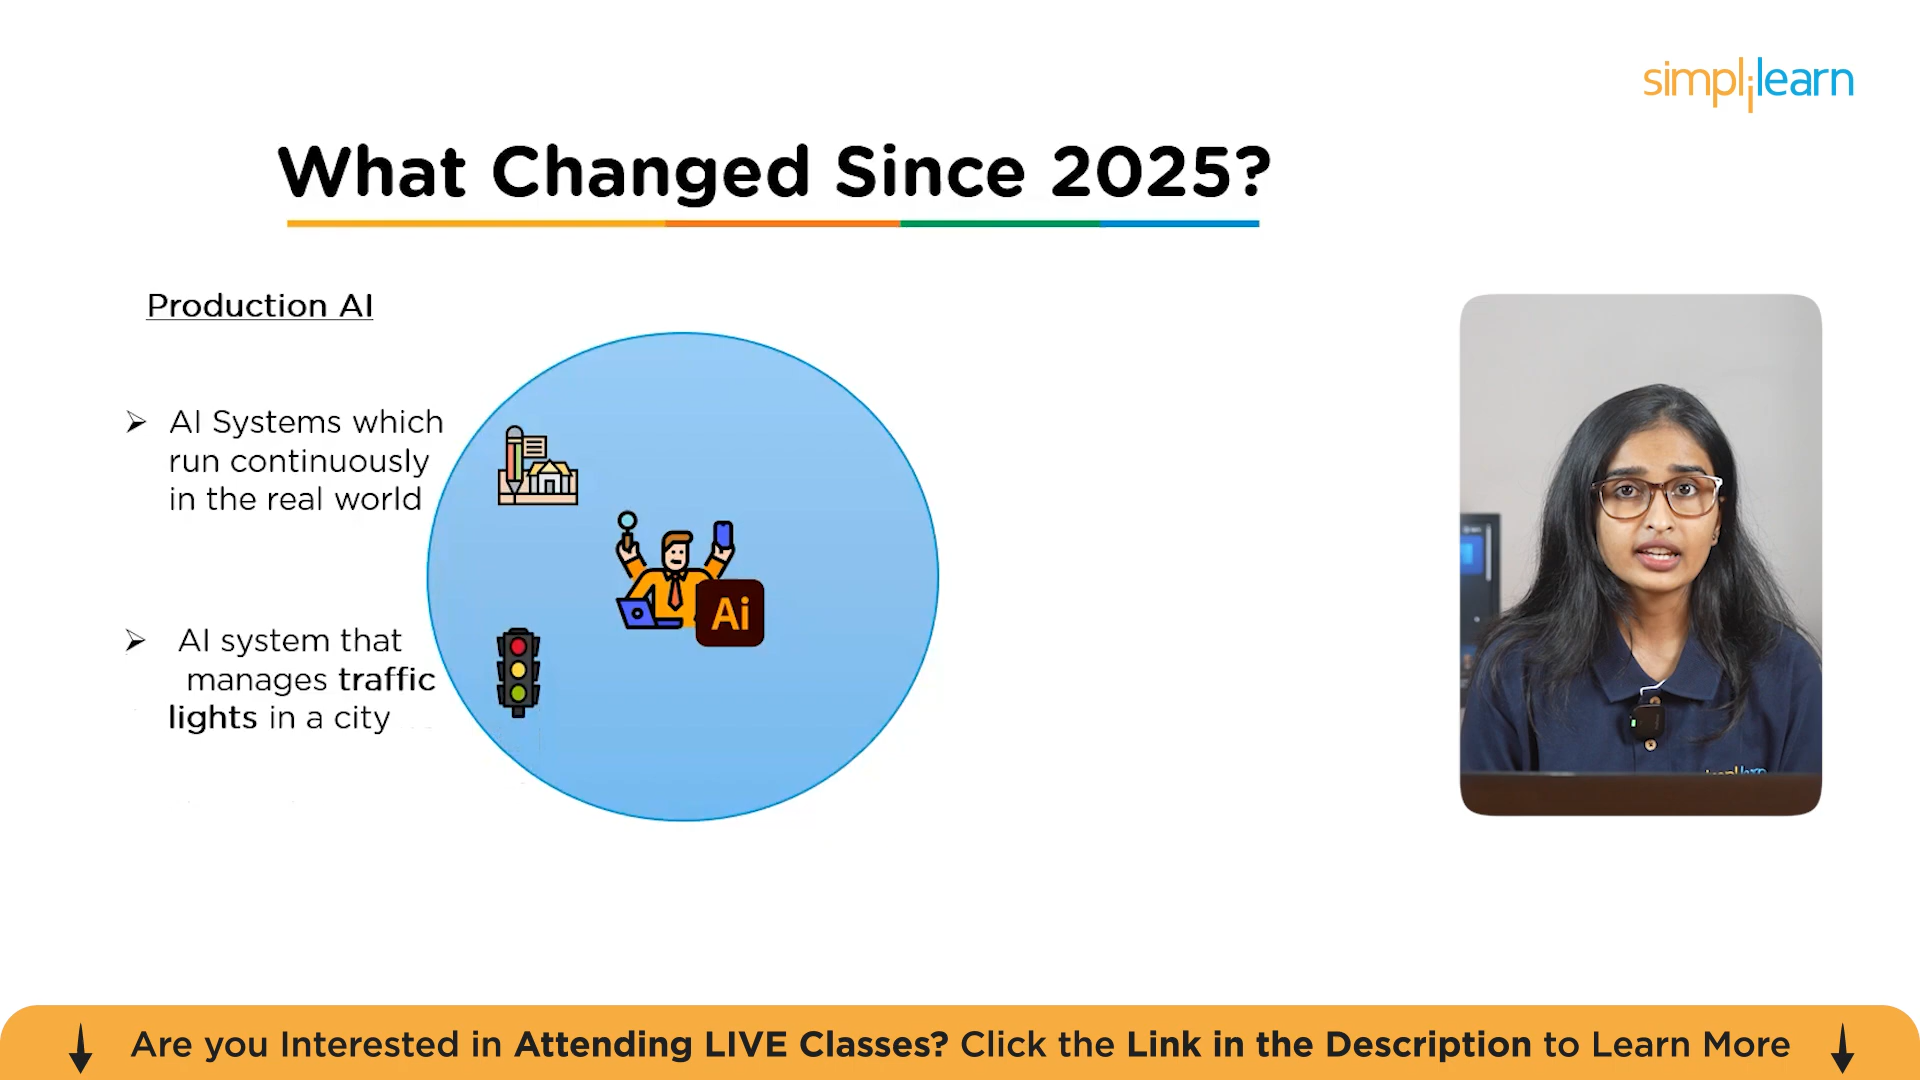 simplilearn
What Changed Since 2025?
Production AI
AI Systems which
run continuously
in the real world
AI system that
manages traffic
lights in a city
Ai
simplilearn
Are you Interested in Attending LIVE Classes? Click the Link in the Description to Learn More